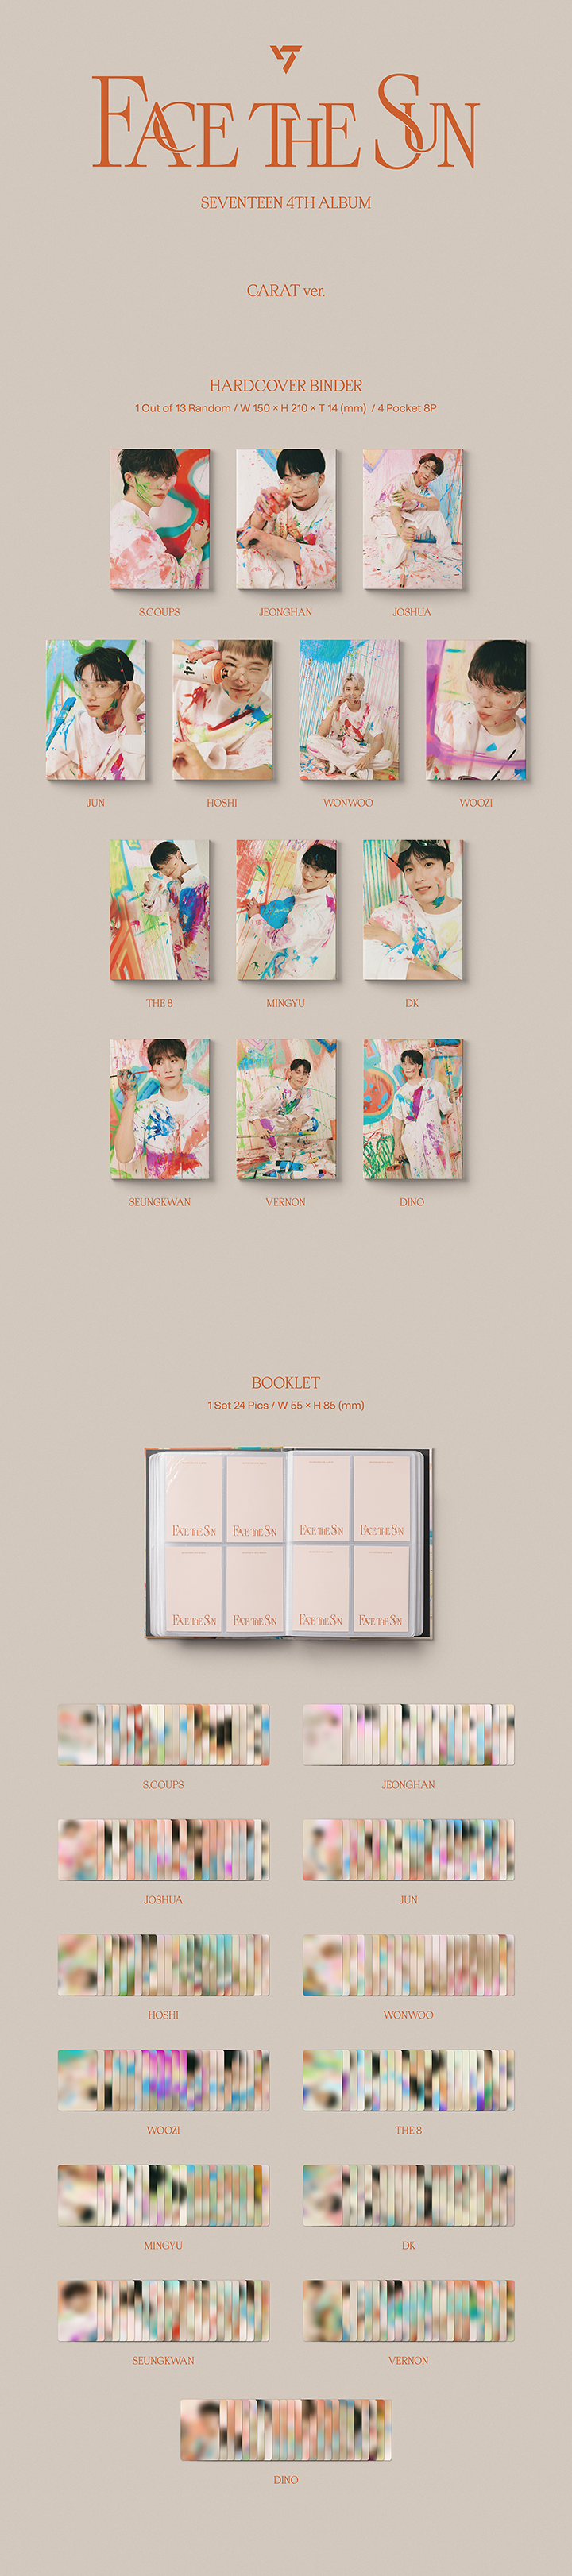 FACE THE SUN
SEVENTEEN 4TH ALBUM
CARAT ver.
HARDCOVER BINDER
1 Out of 13 Random / W 150 × H 210 × T 14 (mm) / 4 Pocket 8P
S.COUPS JEONGHAN JOSHUA
JUN HOSHI WONWOO WOOZI
THE 8 MINGYU DK
SEUNGKWAN VERNON DINO
BOOKLET
1 Set 24 Pics / W 55 × H 85 (mm)
FACE THE SUN FACE THE SUN FACE THE SUN FACE THE SUN
FACE THE SUN FACE THE SUN FACE THE SUN FACE THE SUN
S.COUPS JEONGHAN
JOSHUA JUN
HOSHI WONWOO
WOOZI THE 8
MINGYU DK
SEUNGKWAN VERNON
DINO